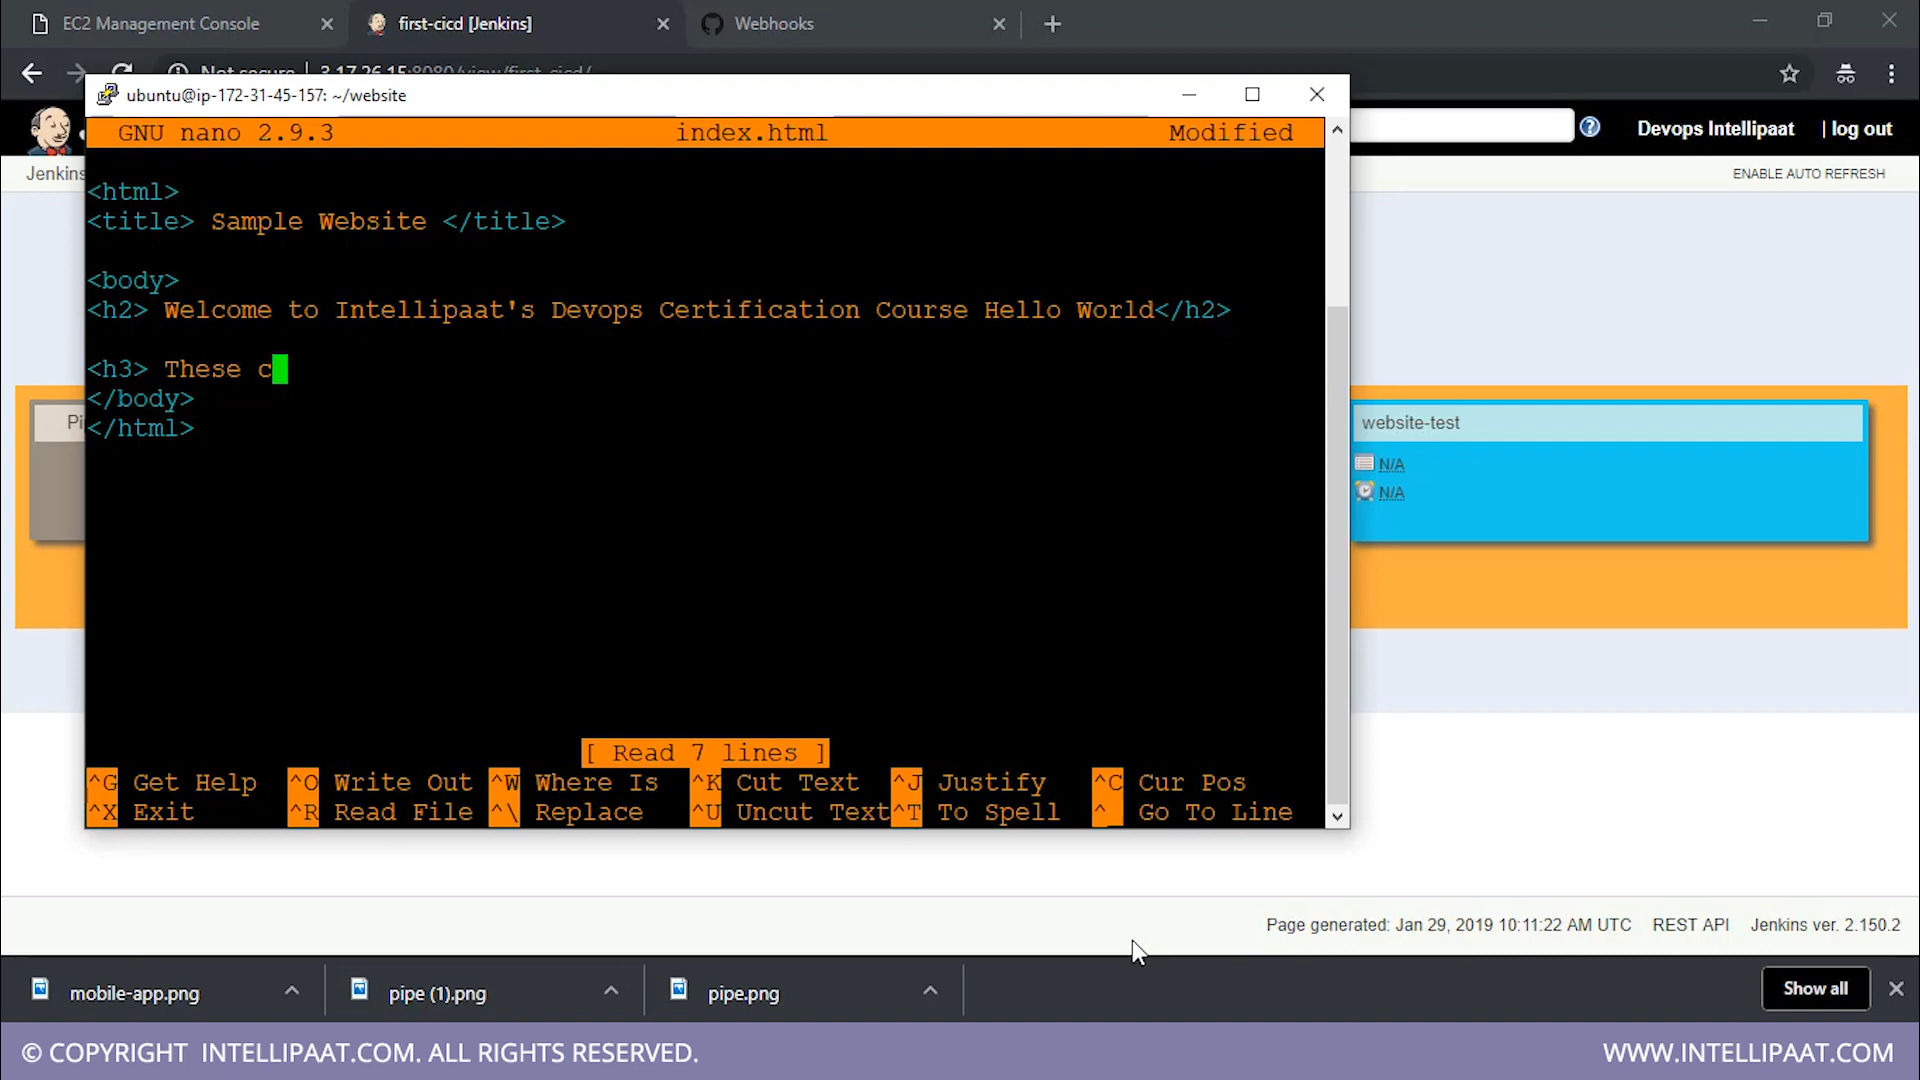 EC2 Management Console
first-cicd [Jenkins]
Webhooks
Not secure | 3.17.26.15:8080/view/first-cicd/
ubuntu@ip-172-31-45-157: ~/website
GNU nano 2.9.3 index.html Modified
Devops Intellipaat | log out
Jenkins
ENABLE AUTO REFRESH
<html>
<title> Sample Website </title>
<body>
<h2> Welcome to Intellipaat's Devops Certification Course Hello World</h2>
<h3> These c
</body>
</html>
Pi
website-test
N/A
N/A
[ Read 7 lines ]
^G Get Help ^O Write Out ^W Where Is ^K Cut Text ^J Justify ^C Cur Pos
^X Exit ^R Read File ^\ Replace ^U Uncut Text ^T To Spell ^_ Go To Line
Page generated: Jan 29, 2019 10:11:22 AM UTC REST API Jenkins ver. 2.150.2
mobile-app.png
pipe (1).png
pipe.png
Show all
© COPYRIGHT INTELLIPAAT.COM. ALL RIGHTS RESERVED.
WWW.INTELLIPAAT.COM